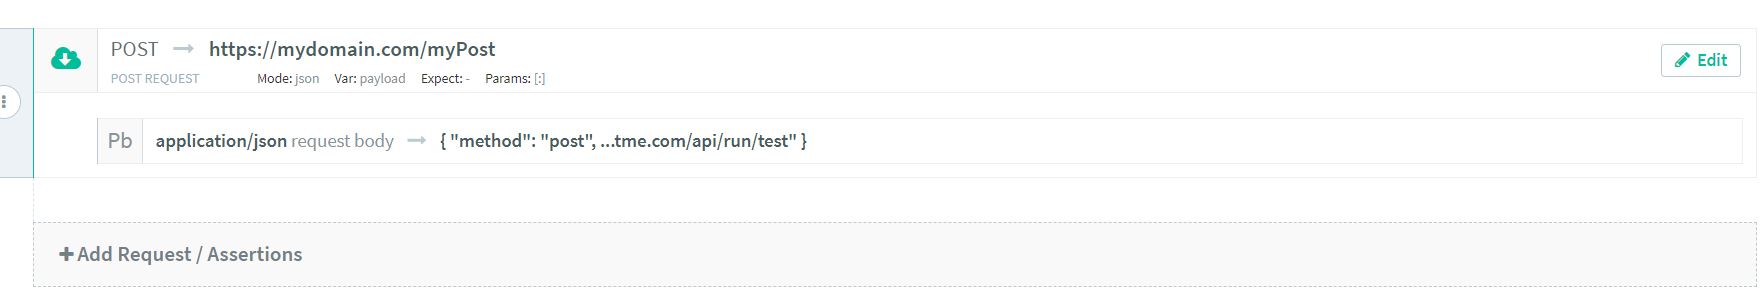 POST → https://mydomain.com/myPost
Edit
POST REQUEST Mode: json Var: payload Expect: - Params: [:]
Pb application/json request body → { "method": "post", ...tme.com/api/run/test" }
+ Add Request / Assertions